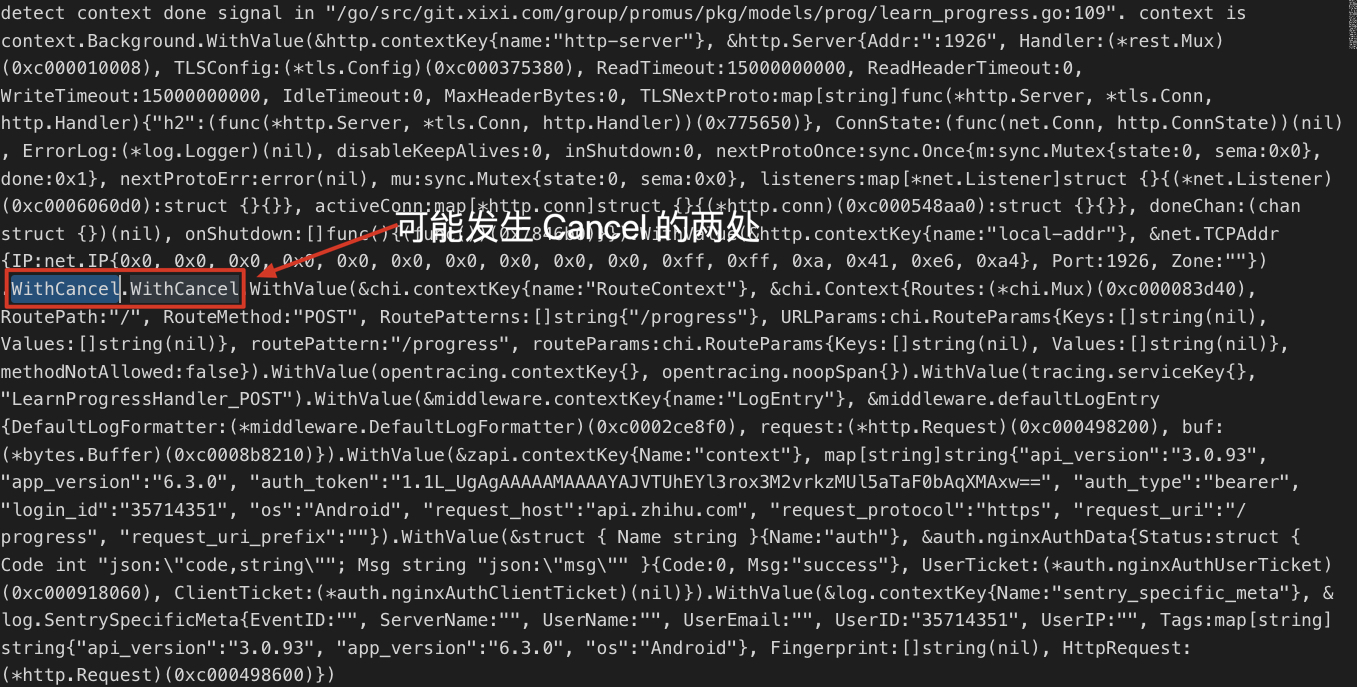 detect context done signal in "/go/src/git.xixi.com/group/promus/pkg/models/prog/learn_progress.go:109". context is
context.Background.WithValue(&http.contextKey{name:"http-server"}, &http.Server{Addr:":1926", Handler:(*rest.Mux)
(0xc000010008), TLSConfig:(*tls.Config)(0xc000375380), ReadTimeout:15000000000, ReadHeaderTimeout:0,
WriteTimeout:15000000000, IdleTimeout:0, MaxHeaderBytes:0, TLSNextProto:map[string]func(*http.Server, *tls.Conn,
http.Handler){"h2":(func(*http.Server, *tls.Conn, http.Handler))(0x775650)}, ConnState:(func(net.Conn, http.ConnState))(nil)
, ErrorLog:(*log.Logger)(nil), disableKeepAlives:0, inShutdown:0, nextProtoOnce:sync.Once{m:sync.Mutex{state:0, sema:0x0},
done:0x1}, nextProtoErr:error(nil), mu:sync.Mutex{state:0, sema:0x0}, listeners:map[*net.Listener]struct {}{(*net.Listener)
(0xc0006060d0):struct {}{}}, activeConn:map[*http.conn]struct {}{(*http.conn)(0xc000548aa0):struct {}{}}, doneChan:(chan
struct {})(nil), onShutdown:[]func(){ &http.contextKey{name:"local-addr"}, &net.TCPAddr
可能发生 Cancel 的两处
{IP:net.IP{0x0, 0x0, 0x0, 0x0, 0x0, 0x0, 0x0, 0x0, 0x0, 0x0, 0xff, 0xff, 0xa, 0x41, 0xe6, 0xa4}, Port:1926, Zone:""})
.WithCancel.WithCancel.WithValue(&chi.contextKey{name:"RouteContext"}, &chi.Context{Routes:(*chi.Mux)(0xc000083d40),
RoutePath:"/", RouteMethod:"POST", RoutePatterns:[]string{"/progress"}, URLParams:chi.RouteParams{Keys:[]string(nil),
Values:[]string(nil)}, routePattern:"/progress", routeParams:chi.RouteParams{Keys:[]string(nil), Values:[]string(nil)},
methodNotAllowed:false}).WithValue(opentracing.contextKey{}, opentracing.noopSpan{}).WithValue(tracing.serviceKey{},
"LearnProgressHandler_POST").WithValue(&middleware.contextKey{name:"LogEntry"}, &middleware.defaultLogEntry
{DefaultLogFormatter:(*middleware.DefaultLogFormatter)(0xc0002ce8f0), request:(*http.Request)(0xc000498200), buf:
(*bytes.Buffer)(0xc0008b8210)}).WithValue(&zapi.contextKey{Name:"context"}, map[string]string{"api_version":"3.0.93",
"app_version":"6.3.0", "auth_token":"1.1L_UgAgAAAAAMAAAAYAJVTUhEYl3rox3M2vrkzMUl5aTaF0bAqXMAxw==", "auth_type":"bearer",
"login_id":"35714351", "os":"Android", "request_host":"api.zhihu.com", "request_protocol":"https", "request_uri":"/
progress", "request_uri_prefix":""}).WithValue(&struct { Name string }{Name:"auth"}, &auth.nginxAuthData{Status:struct {
Code int "json:\"code,string\""; Msg string "json:\"msg\"" }{Code:0, Msg:"success"}, UserTicket:(*auth.nginxAuthUserTicket)
(0xc000918060), ClientTicket:(*auth.nginxAuthClientTicket)(nil)}).WithValue(&log.contextKey{Name:"sentry_specific_meta"}, &
log.SentrySpecificMeta{EventID:"", ServerName:"", UserName:"", UserEmail:"", UserID:"35714351", UserIP:"", Tags:map[string]
string{"api_version":"3.0.93", "app_version":"6.3.0", "os":"Android"}, Fingerprint:[]string(nil), HttpRequest:
(*http.Request)(0xc000498600)})